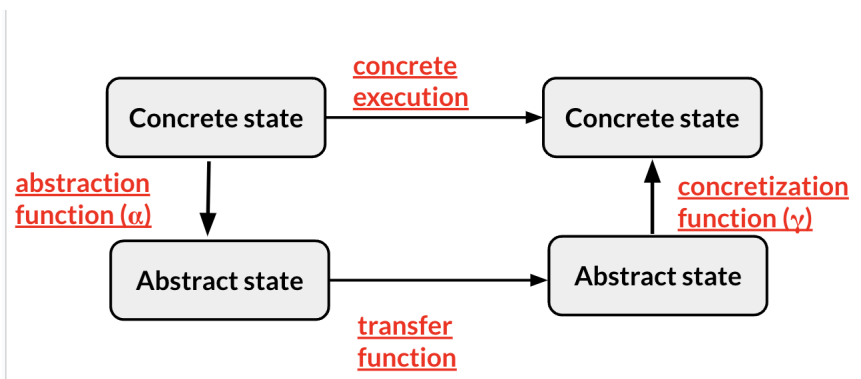 concrete
execution
Concrete state
Concrete state
abstraction
function (α)
concretization
function (γ)
Abstract state
Abstract state
transfer
function